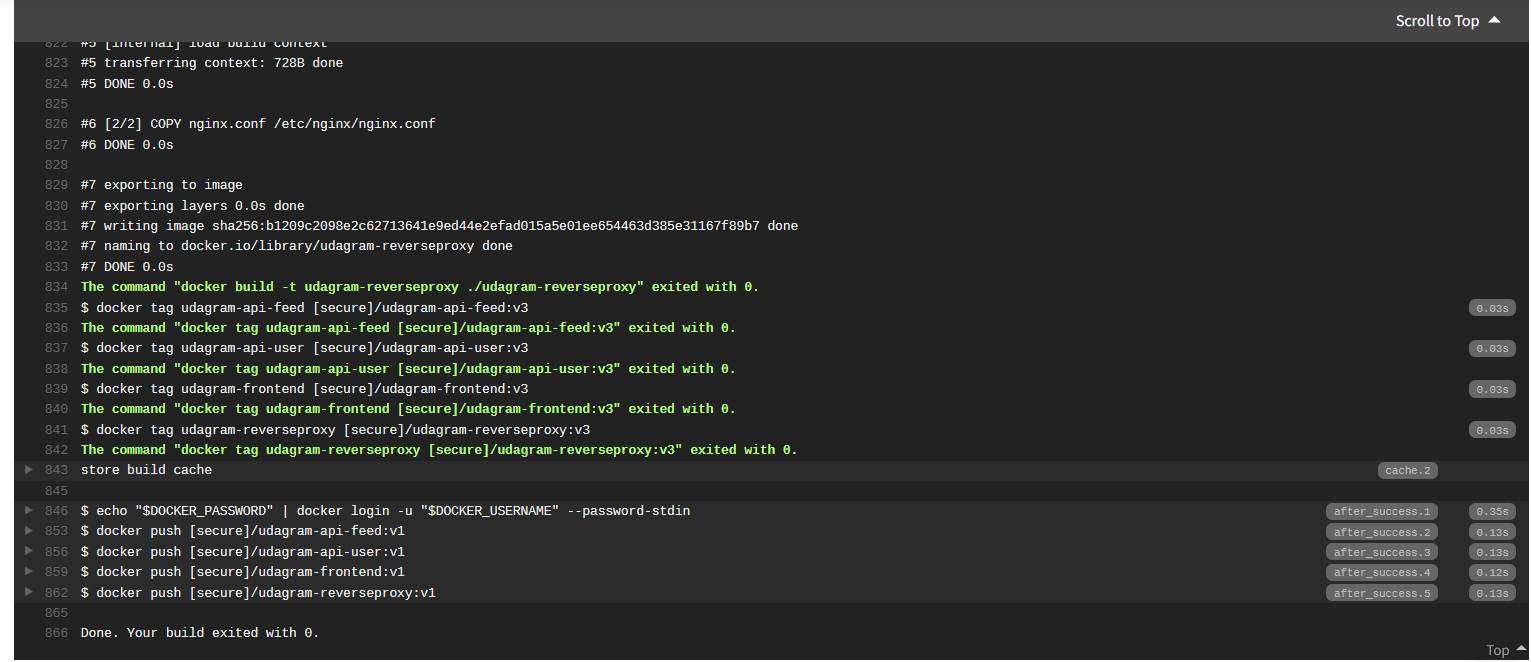 Scroll to Top
822 #5 [internal] load build context
823 #5 transferring context: 728B done
824 #5 DONE 0.0s
825
826 #6 [2/2] COPY nginx.conf /etc/nginx/nginx.conf
827 #6 DONE 0.0s
828
829 #7 exporting to image
830 #7 exporting layers 0.0s done
831 #7 writing image sha256:b1209c2098e2c62713641e9ed44e2efad015a5e01ee654463d385e31167f89b7 done
832 #7 naming to docker.io/library/udagram-reverseproxy done
833 #7 DONE 0.0s
834 The command "docker build -t udagram-reverseproxy ./udagram-reverseproxy" exited with 0.
835 $ docker tag udagram-api-feed [secure]/udagram-api-feed:v3 0.03s
836 The command "docker tag udagram-api-feed [secure]/udagram-api-feed:v3" exited with 0.
837 $ docker tag udagram-api-user [secure]/udagram-api-user:v3 0.03s
838 The command "docker tag udagram-api-user [secure]/udagram-api-user:v3" exited with 0.
839 $ docker tag udagram-frontend [secure]/udagram-frontend:v3 0.03s
840 The command "docker tag udagram-frontend [secure]/udagram-frontend:v3" exited with 0.
841 $ docker tag udagram-reverseproxy [secure]/udagram-reverseproxy:v3 0.03s
842 The command "docker tag udagram-reverseproxy [secure]/udagram-reverseproxy:v3" exited with 0.
843 store build cache cache.2
845
846 $ echo "$DOCKER_PASSWORD" | docker login -u "$DOCKER_USERNAME" --password-stdin after_success.1 0.35s
853 $ docker push [secure]/udagram-api-feed:v1 after_success.2 0.13s
856 $ docker push [secure]/udagram-api-user:v1 after_success.3 0.13s
859 $ docker push [secure]/udagram-frontend:v1 after_success.4 0.12s
862 $ docker push [secure]/udagram-reverseproxy:v1 after_success.5 0.13s
865
866 Done. Your build exited with 0.
Top